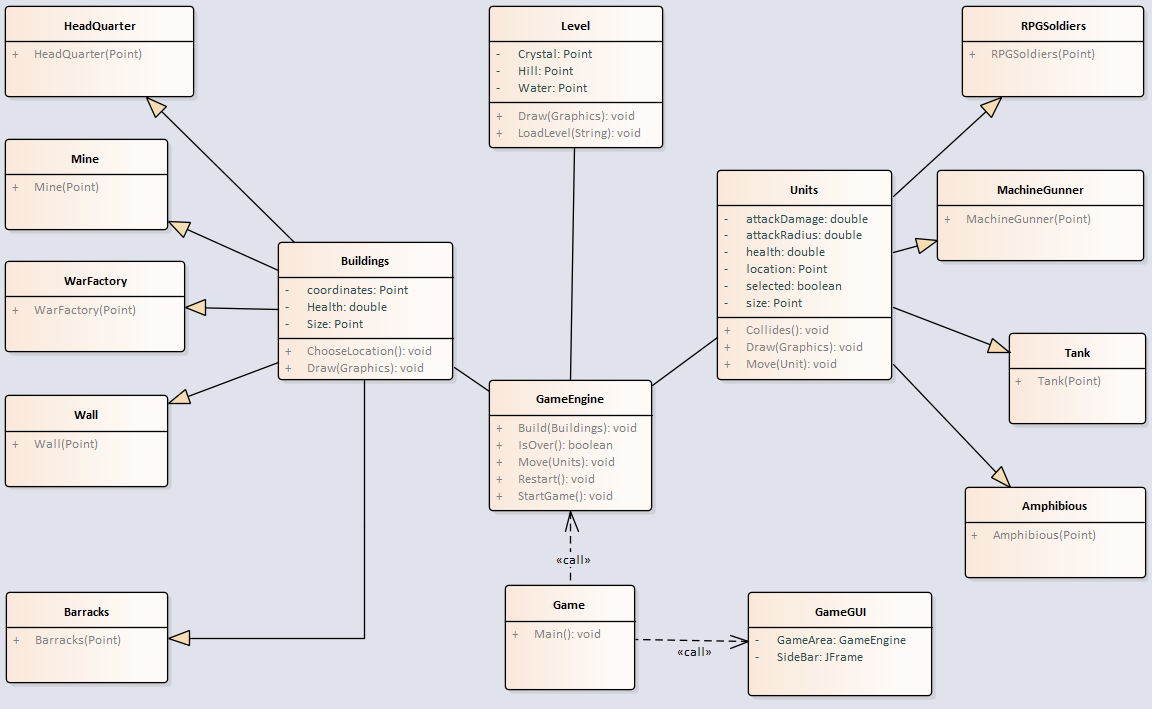 HeadQuarter
+ HeadQuarter(Point)
Mine
+ Mine(Point)
WarFactory
+ WarFactory(Point)
Wall
+ Wall(Point)
Barracks
+ Barracks(Point)
Buildings
- coordinates: Point
- Health: double
- Size: Point
+ ChooseLocation(): void
+ Draw(Graphics): void
Level
- Crystal: Point
- Hill: Point
- Water: Point
+ Draw(Graphics): void
+ LoadLevel(String): void
GameEngine
+ Build(Buildings): void
+ IsOver(): boolean
+ Move(Units): void
+ Restart(): void
+ StartGame(): void
«call»
Game
+ Main(): void
«call»
GameGUI
- GameArea: GameEngine
- SideBar: JFrame
Units
- attackDamage: double
- attackRadius: double
- health: double
- location: Point
- selected: boolean
- size: Point
+ Collides(): void
+ Draw(Graphics): void
+ Move(Unit): void
RPGSoldiers
+ RPGSoldiers(Point)
MachineGunner
+ MachineGunner(Point)
Tank
+ Tank(Point)
Amphibious
+ Amphibious(Point)